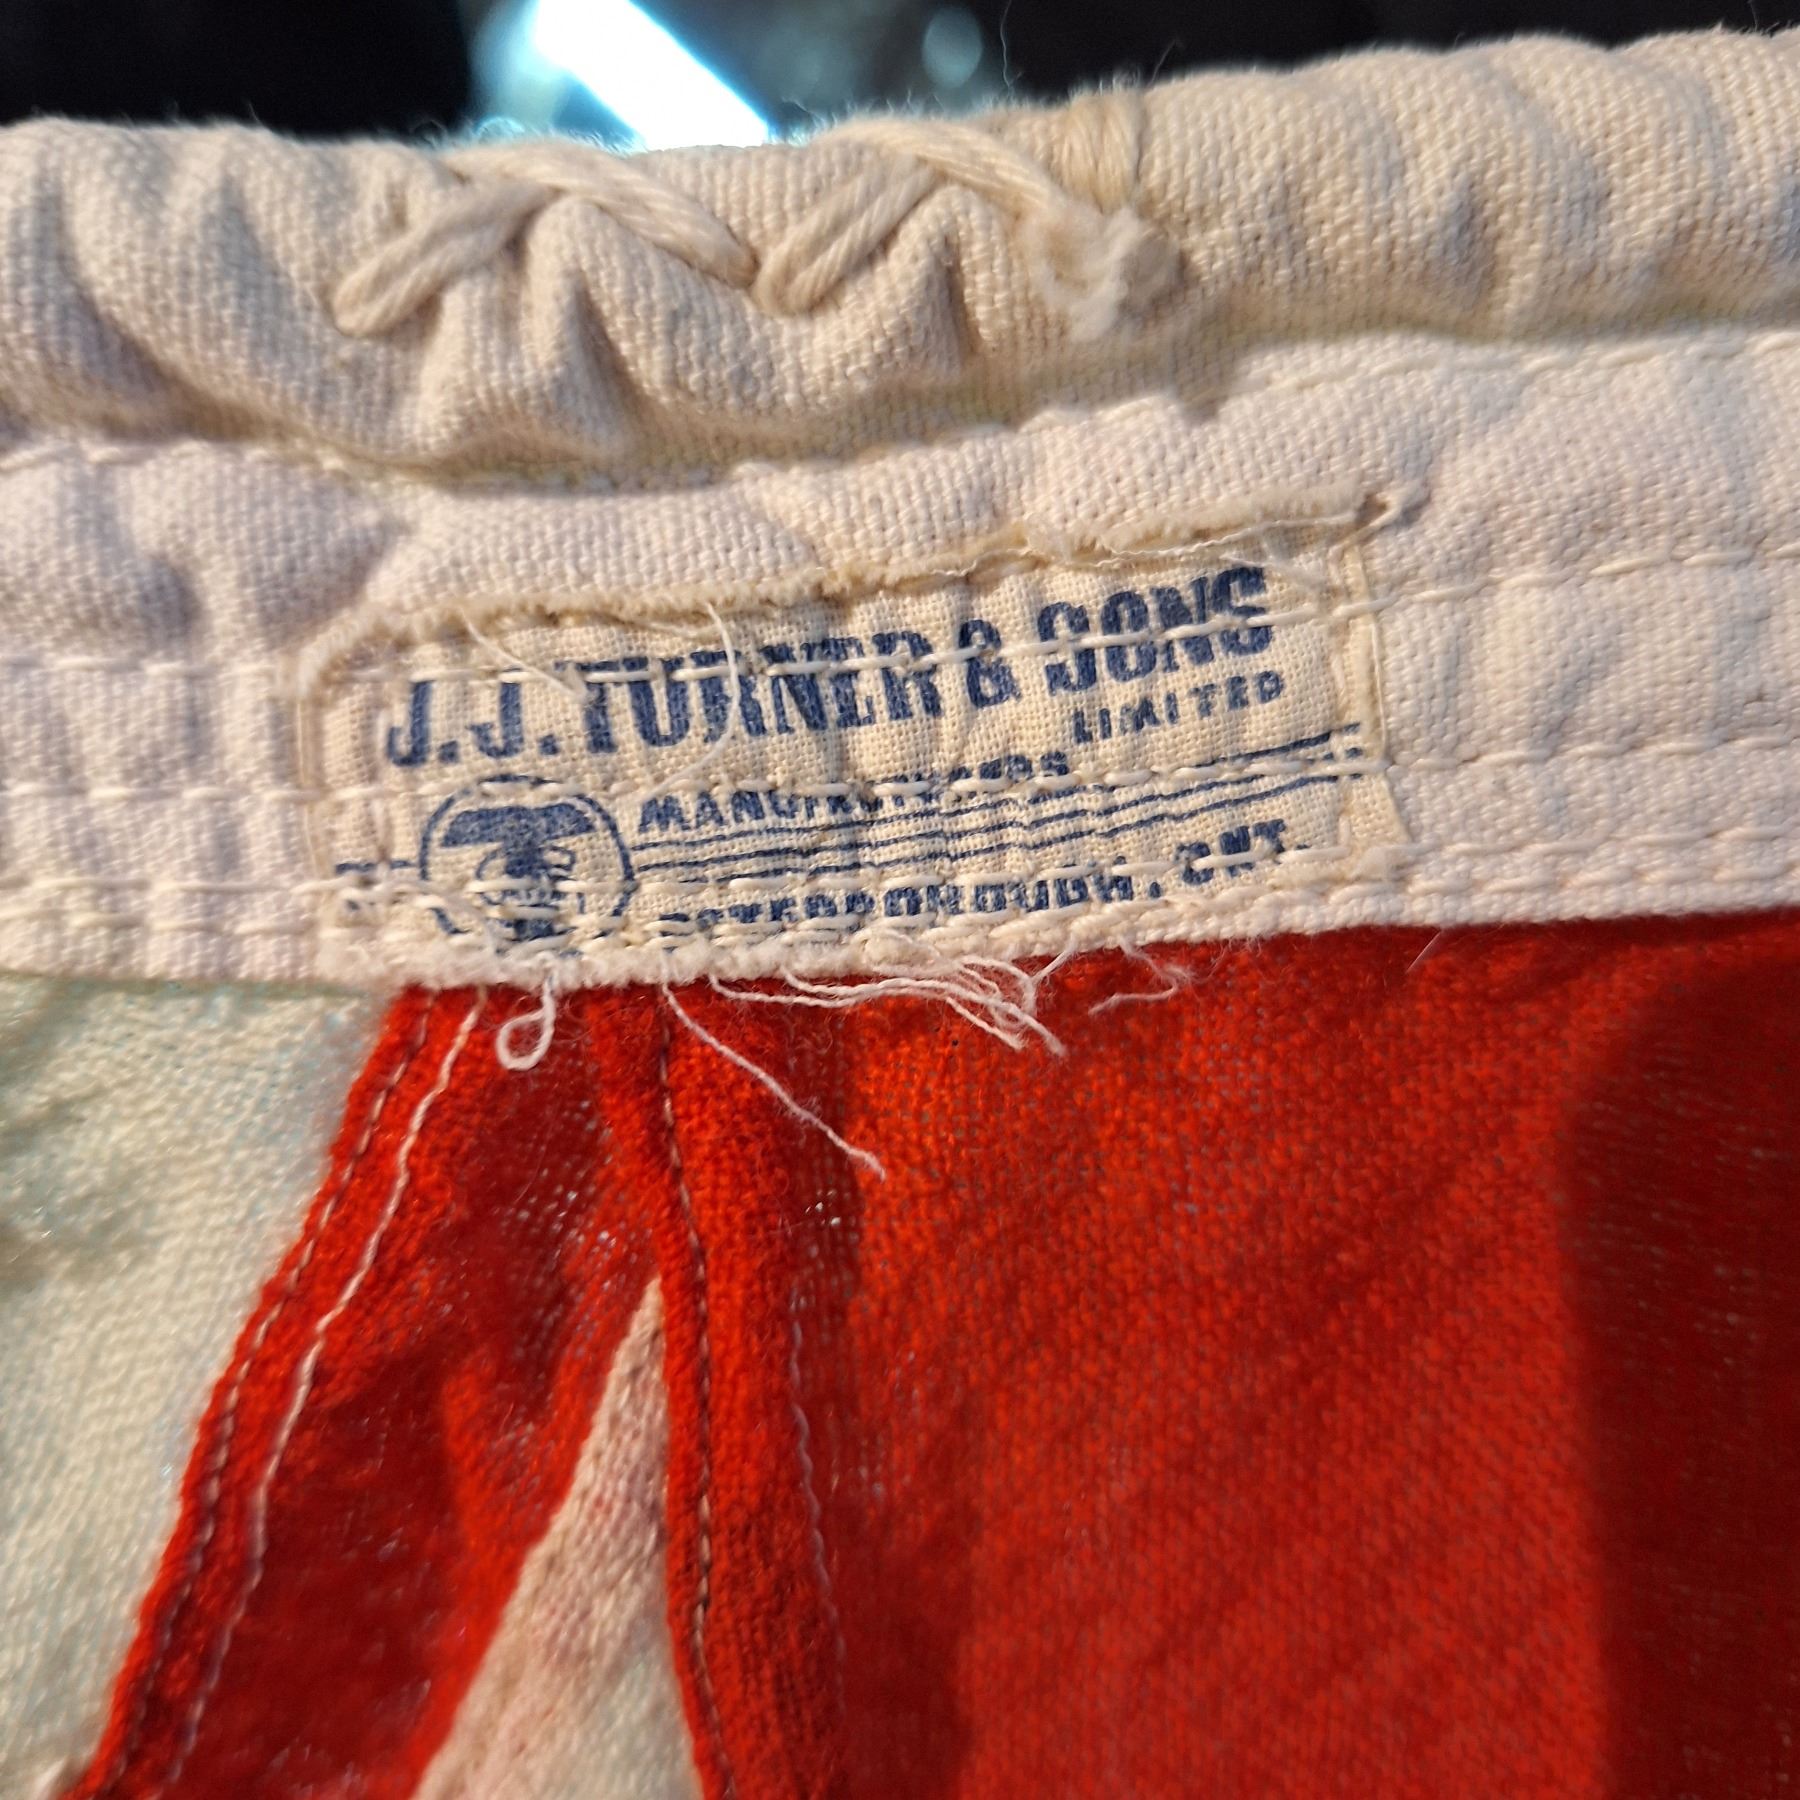 J.J. TURNER & SONS
LIMITED
MANUFACTURERS
PETERBOROUGH, ONT.